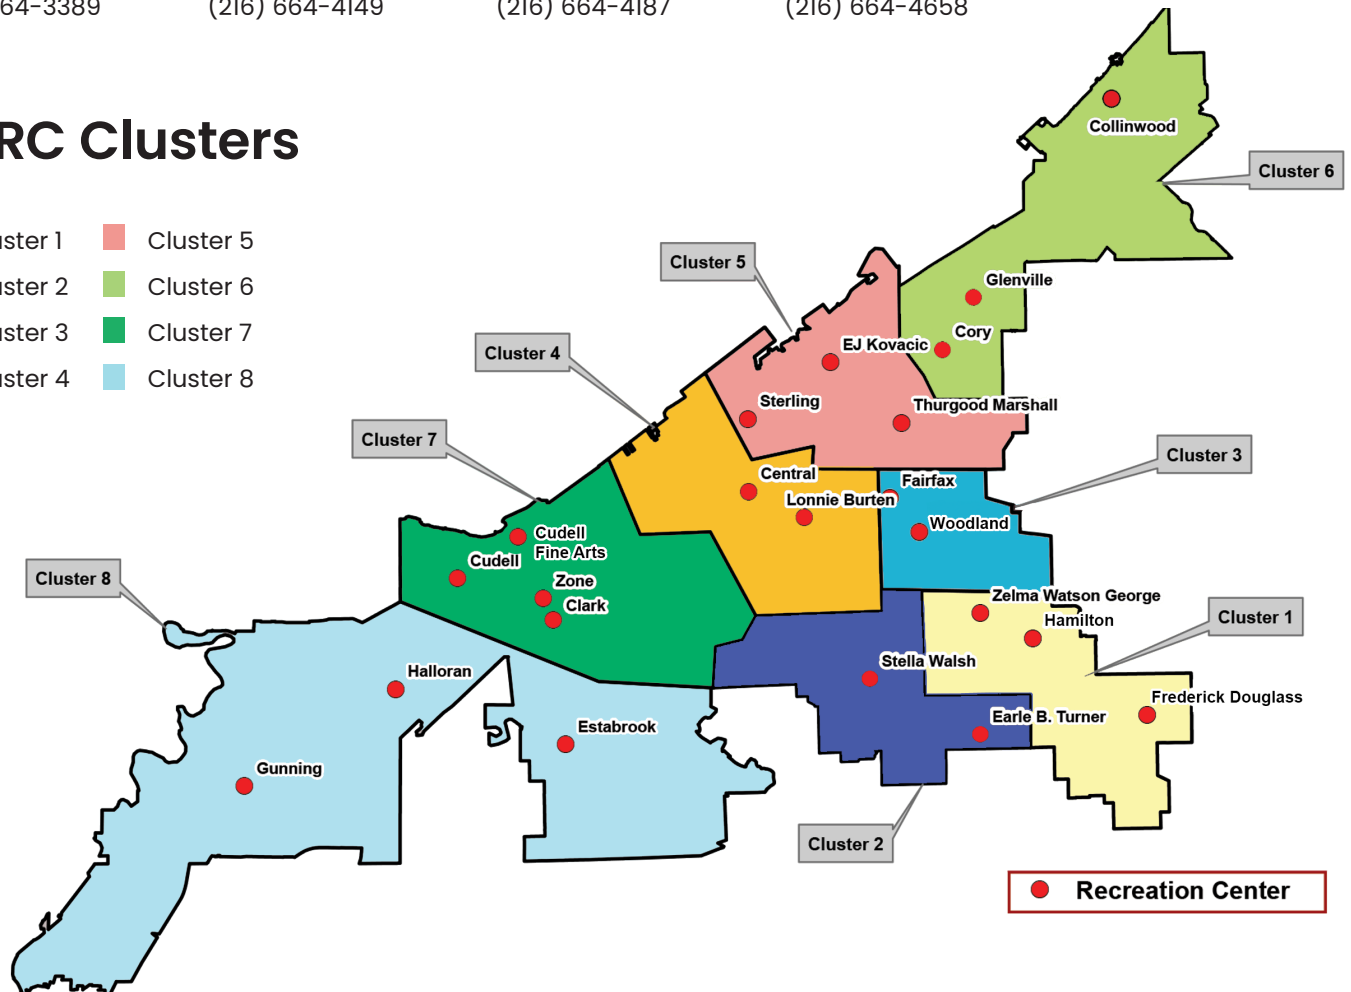 64-3389 (216) 664-4149 (216) 664-4187 (216) 664-4658
RC Clusters
uster 1 Cluster 5
uster 2 Cluster 6
uster 3 Cluster 7
uster 4 Cluster 8
Collinwood
Cluster 6
Cluster 5
Glenville
Cory
EJ Kovacic
Cluster 4
Sterling
Thurgood Marshall
Cluster 7
Cluster 3
Central
Fairfax
Lonnie Burten
Woodland
Cudell
Fine Arts
Cudell
Zone
Clark
Cluster 8
Zelma Watson George
Hamilton
Cluster 1
Stella Walsh
Halloran
Frederick Douglass
Earle B. Turner
Estabrook
Gunning
Cluster 2
Recreation Center